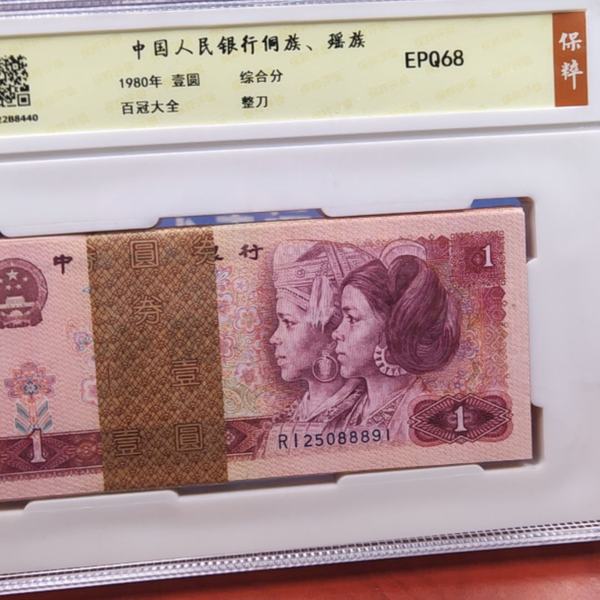 中国人民银行侗族、瑶族
EPQ68
保粹
1980年 壹圆
综合分
百冠大全
整刀
22B8440
中
行
圆
券
券
壹
壹
圆
1
1
1
RI25088891